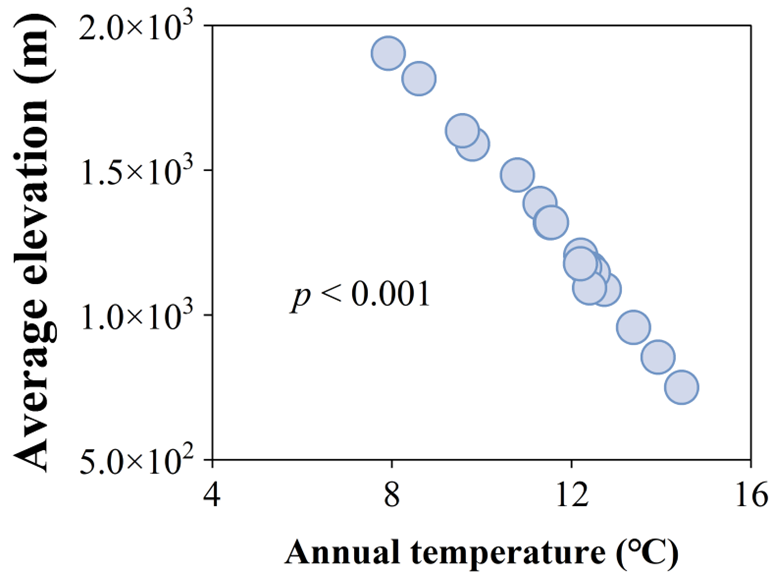 Average elevation (m)
2.0×10³
1.5×10³
1.0×10³
5.0×10²
p < 0.001
4 8 12 16
Annual temperature (℃)